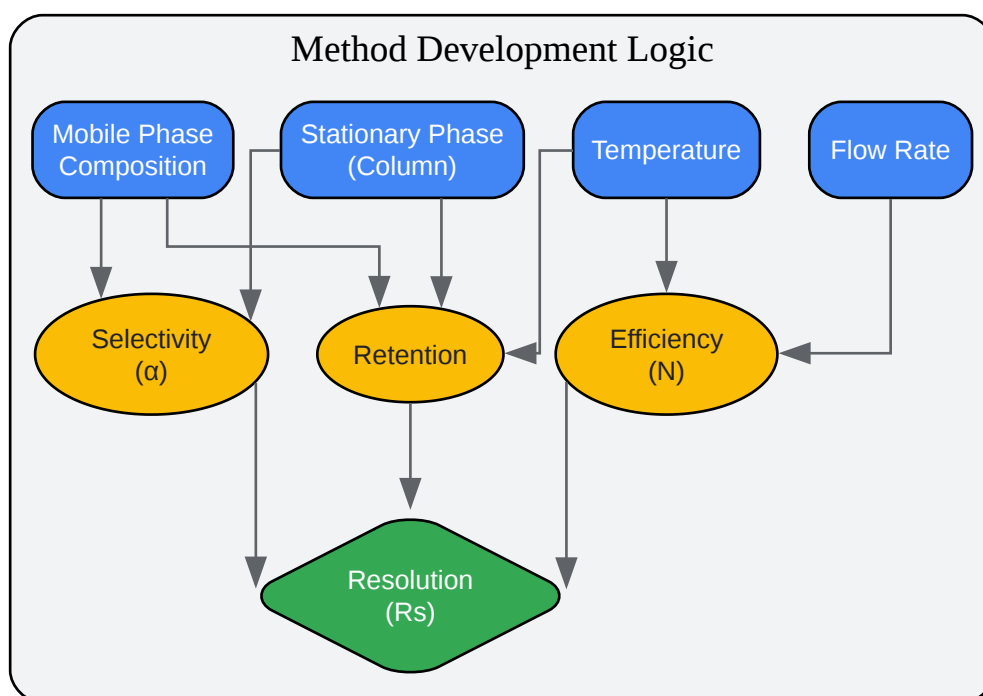 Method Development Logic
Mobile Phase
Composition
Stationary Phase
(Column)
Temperature
Flow Rate
Selectivity
(α)
Retention
Efficiency
(N)
Resolution
(Rs)